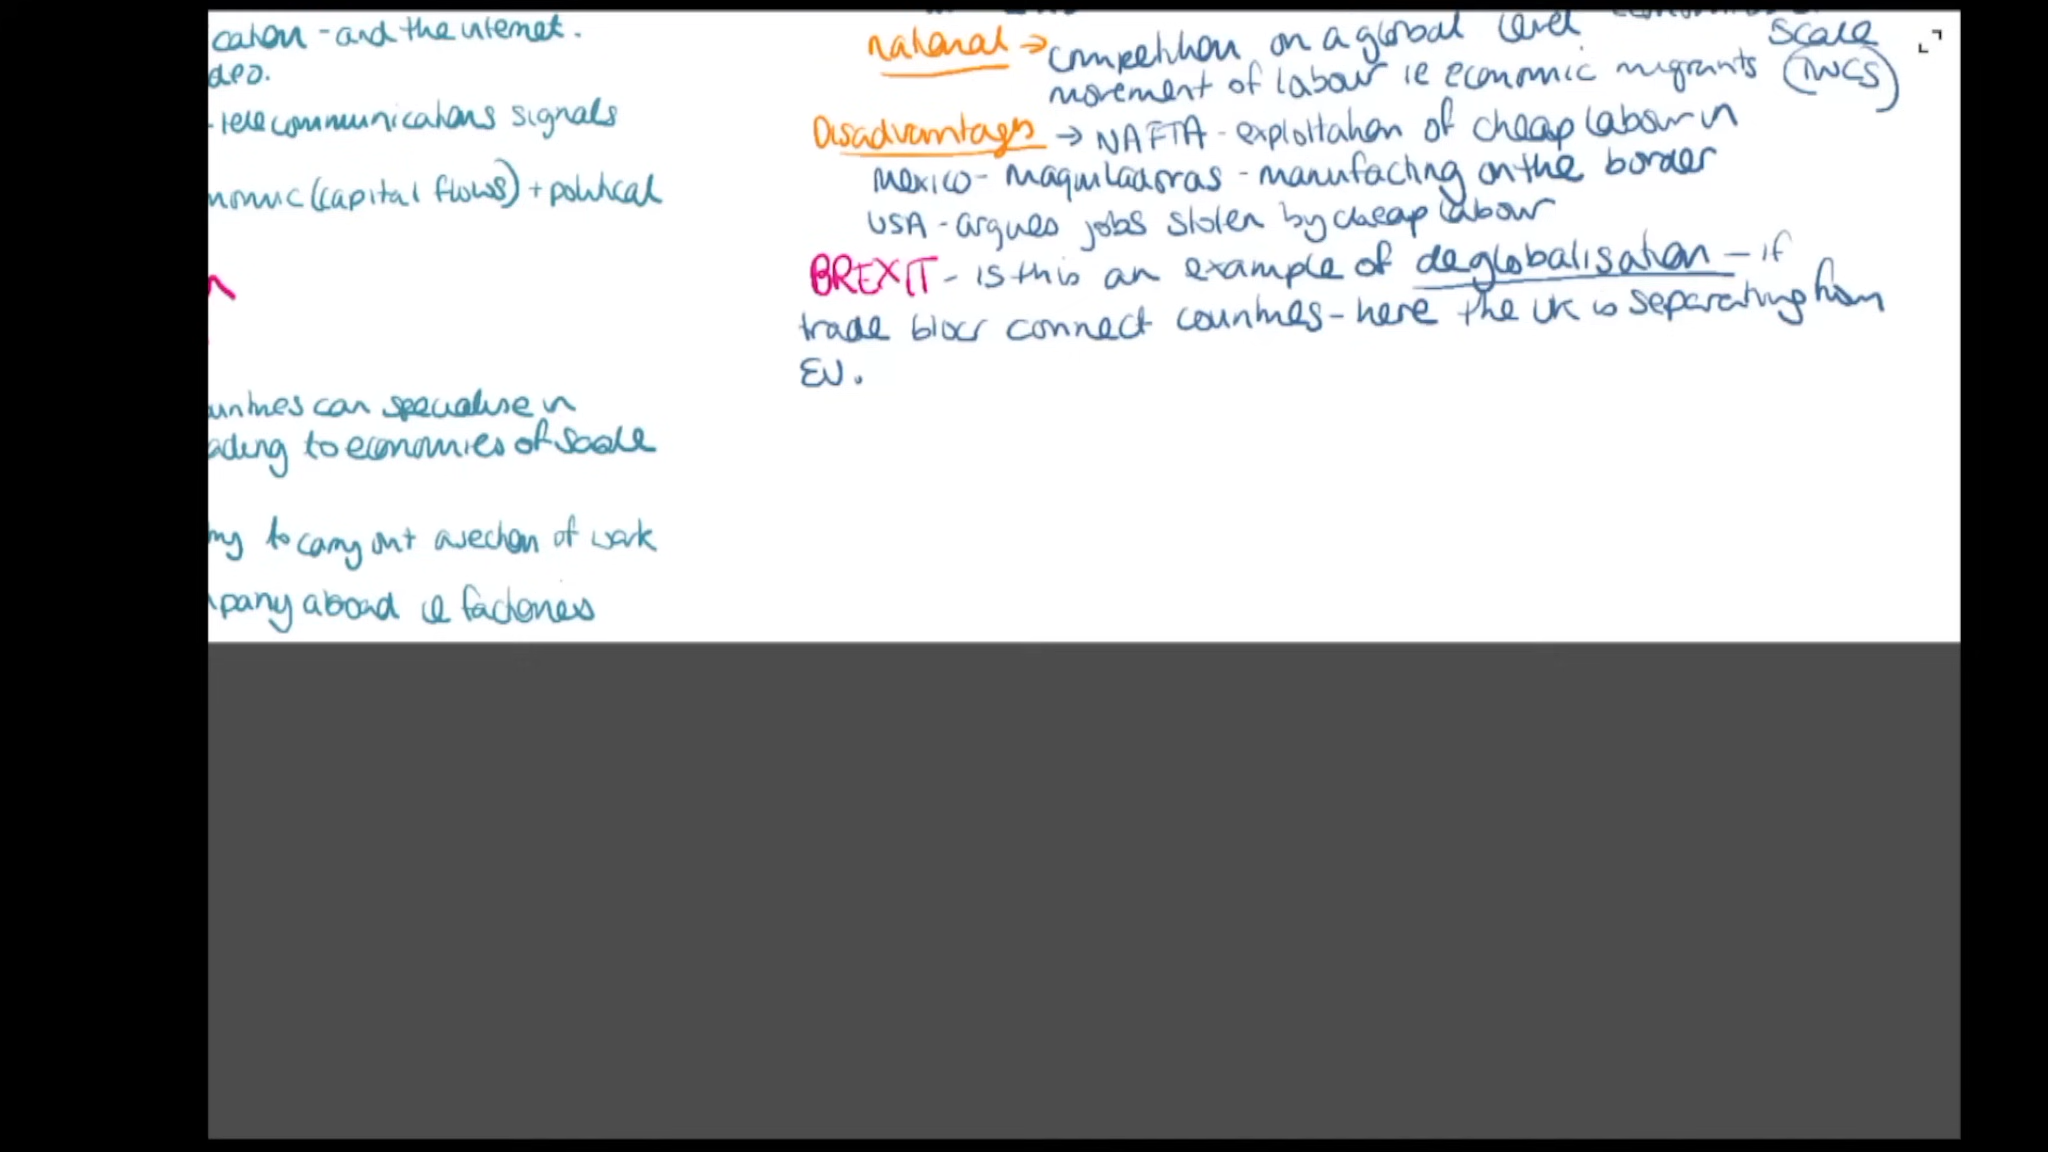 cation - and the internet.
deo.
- telecommunications signals
nomic (capital flows) + political
untries can specialise in
ading to economies of scale
ny to carry out a section of work
pany aboad ie factories
national → competition on a global level
scale
movement of labour ie economic migrants (TNCS)
Disadvantages → NAFTA - exploitation of cheap labour in
mexico - maquiladoras - manufacting on the border
USA - argues jobs stolen by cheap labour
BREXIT - is this an example of deglobalisation - if
trade blocs connect countries - here the UK is separating from
EU.